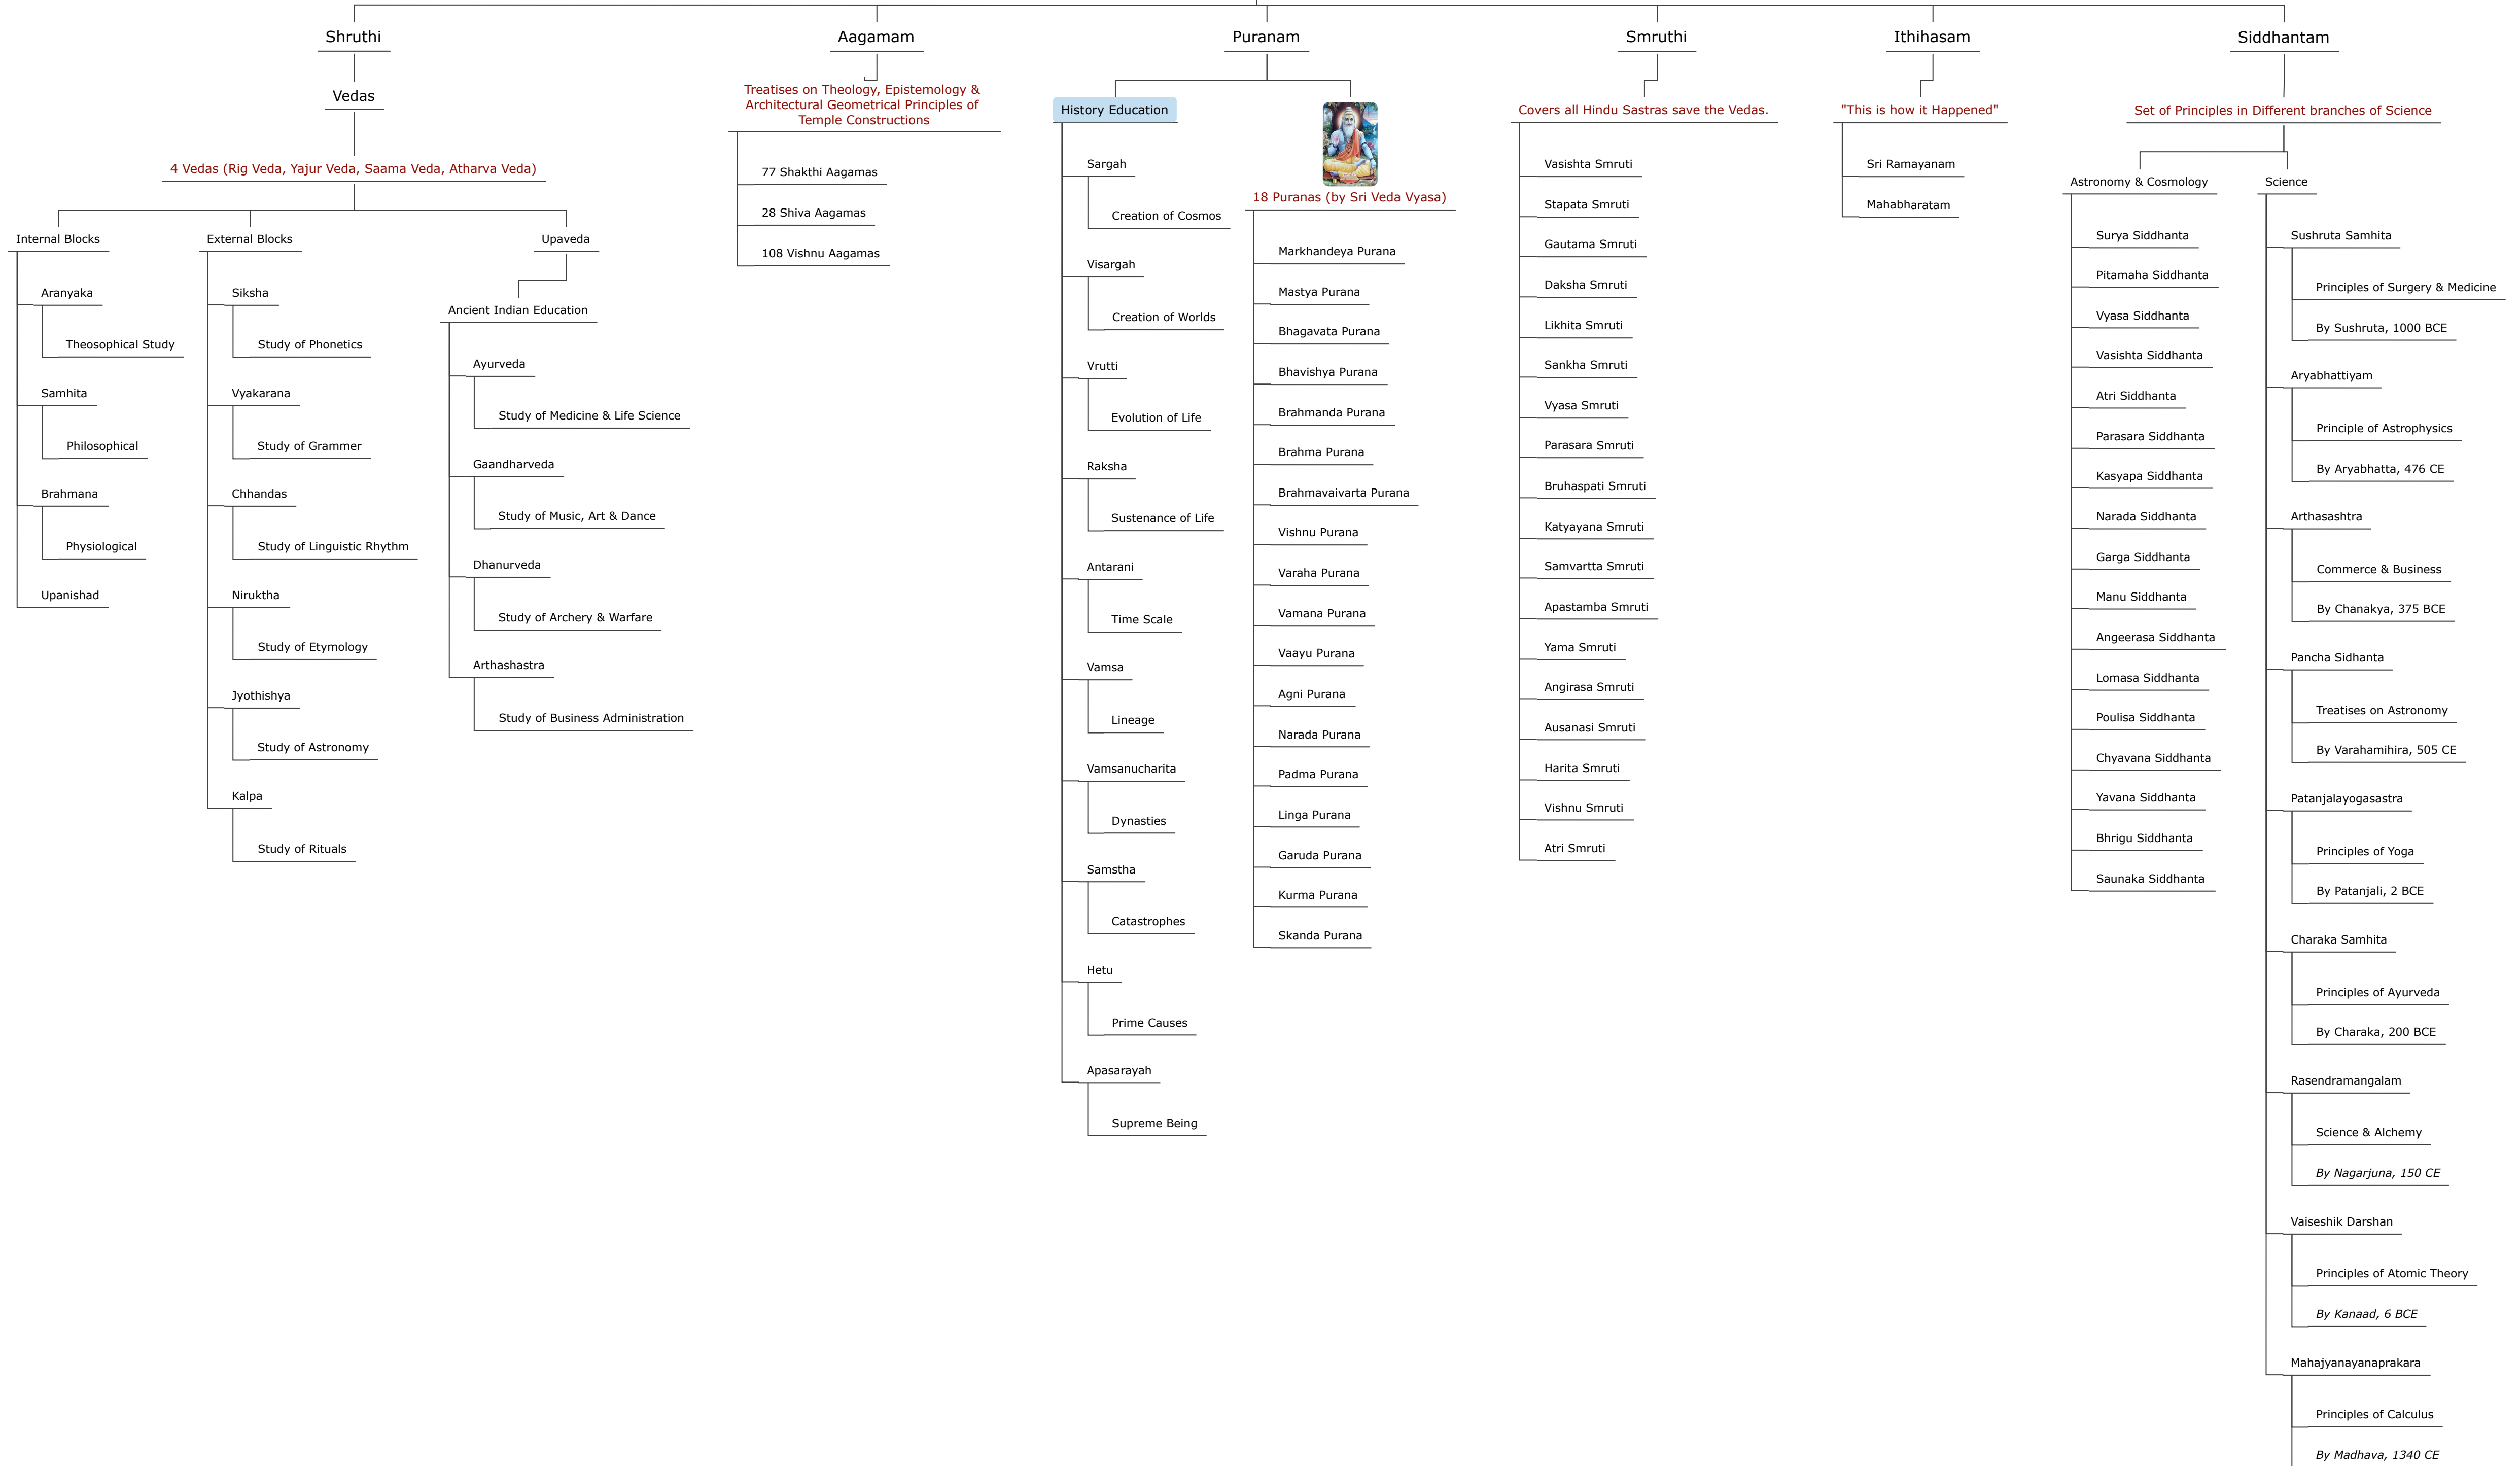 Shruthi
Vedas
4 Vedas (Rig Veda, Yajur Veda, Saama Veda, Atharva Veda)
Internal Blocks
Aranyaka
Theosophical Study
Samhita
Philosophical
Brahmana
Physiological
Upanishad
External Blocks
Siksha
Study of Phonetics
Vyakarana
Study of Grammer
Chhandas
Study of Linguistic Rhythm
Niruktha
Study of Etymology
Jyothishya
Study of Astronomy
Kalpa
Study of Rituals
Upaveda
Ancient Indian Education
Ayurveda
Study of Medicine & Life Science
Gaandharveda
Study of Music, Art & Dance
Dhanurveda
Study of Archery & Warfare
Arthashastra
Study of Business Administration
Aagamam
Treatises on Theology, Epistemology &
Architectural Geometrical Principles of
Temple Constructions
77 Shakthi Aagamas
28 Shiva Aagamas
108 Vishnu Aagamas
Puranam
History Education
Sargah
Creation of Cosmos
Visargah
Creation of Worlds
Vrutti
Evolution of Life
Raksha
Sustenance of Life
Antarani
Time Scale
Vamsa
Lineage
Vamsanucharita
Dynasties
Samstha
Catastrophes
Hetu
Prime Causes
Apasarayah
Supreme Being
18 Puranas (by Sri Veda Vyasa)
Markhandeya Purana
Mastya Purana
Bhagavata Purana
Bhavishya Purana
Brahmanda Purana
Brahma Purana
Brahmavaivarta Purana
Vishnu Purana
Varaha Purana
Vamana Purana
Vaayu Purana
Agni Purana
Narada Purana
Padma Purana
Linga Purana
Garuda Purana
Kurma Purana
Skanda Purana
Smruthi
Covers all Hindu Sastras save the Vedas.
Vasishta Smruti
Stapata Smruti
Gautama Smruti
Daksha Smruti
Likhita Smruti
Sankha Smruti
Vyasa Smruti
Parasara Smruti
Bruhaspati Smruti
Katyayana Smruti
Samvartta Smruti
Apastamba Smruti
Yama Smruti
Angirasa Smruti
Ausanasi Smruti
Harita Smruti
Vishnu Smruti
Atri Smruti
Ithihasam
"This is how it Happened"
Sri Ramayanam
Mahabharatam
Siddhantam
Set of Principles in Different branches of Science
Astronomy & Cosmology
Surya Siddhanta
Pitamaha Siddhanta
Vyasa Siddhanta
Vasishta Siddhanta
Atri Siddhanta
Parasara Siddhanta
Kasyapa Siddhanta
Narada Siddhanta
Garga Siddhanta
Manu Siddhanta
Angeerasa Siddhanta
Lomasa Siddhanta
Poulisa Siddhanta
Chyavana Siddhanta
Yavana Siddhanta
Bhrigu Siddhanta
Saunaka Siddhanta
Science
Sushruta Samhita
Principles of Surgery & Medicine
By Sushruta, 1000 BCE
Aryabhattiyam
Principle of Astrophysics
By Aryabhatta, 476 CE
Arthasashtra
Commerce & Business
By Chanakya, 375 BCE
Pancha Sidhanta
Treatises on Astronomy
By Varahamihira, 505 CE
Patanjalayogasastra
Principles of Yoga
By Patanjali, 2 BCE
Charaka Samhita
Principles of Ayurveda
By Charaka, 200 BCE
Rasendramangalam
Science & Alchemy
By Nagarjuna, 150 CE
Vaiseshik Darshan
Principles of Atomic Theory
By Kanaad, 6 BCE
Mahajyanayanaprakara
Principles of Calculus
By Madhava, 1340 CE